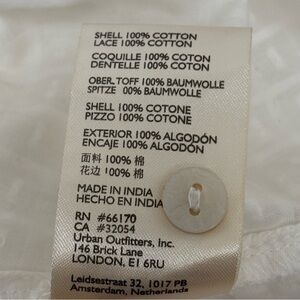 SHELL 100% COTTON
LACE 100% COTTON
COQUILLE 100% COTON
DENTELLE 100% COTON
OBER.TOFF 100% BAUMWOLLE
SPITZE 00% BAUMWOLLE
SHELL 100% COTONE
PIZZO 100% COTONE
EXTERIOR 100% ALGODÓN
ENCAJE 100% ALGODÓN
面料 100% 棉
花边 100% 棉
MADE IN INDIA
HECHO EN INDIA
RN #66170
CA #32054
Urban Outfitters, Inc.
146 Brick Lane
LONDON, E1 6RU
Leidsestraat 32, 1017 PB
Amsterdam, Netherlands